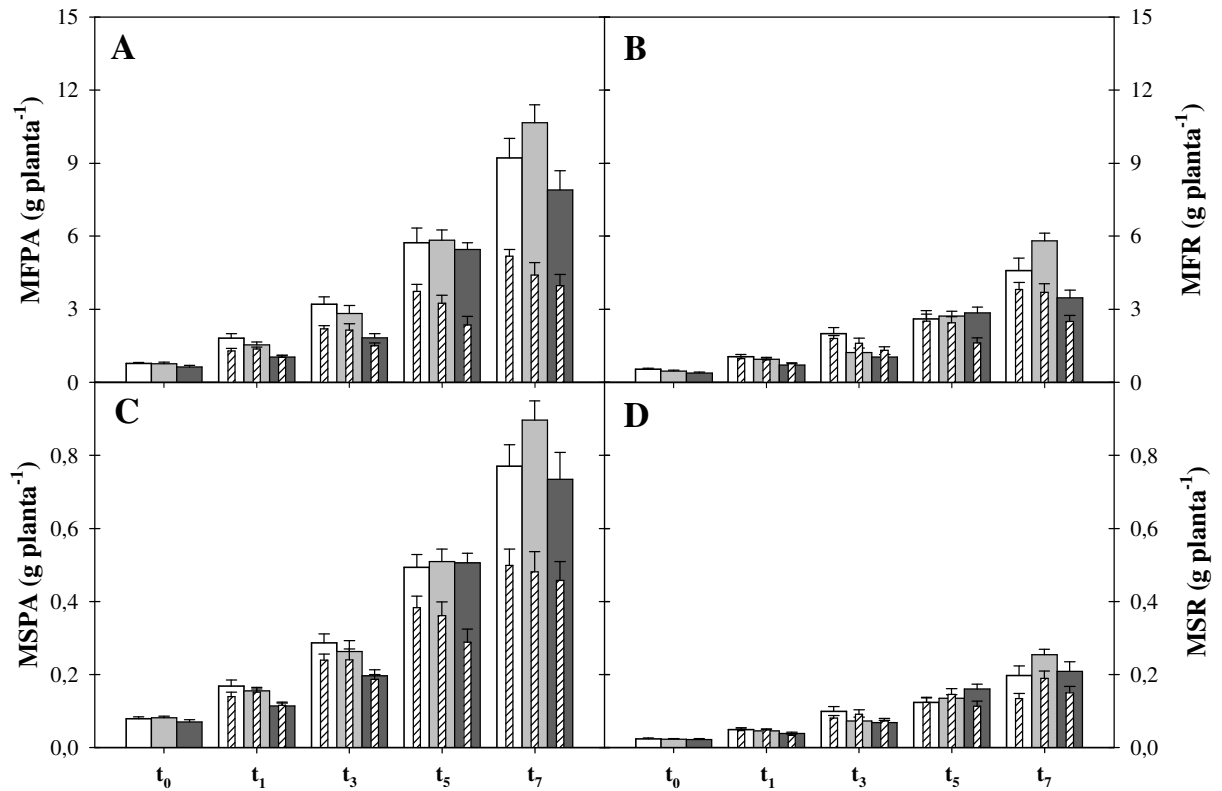 15
12
9
6
3
0
MFPA (g planta⁻¹)
A
B
15
12
9
6
3
0
MFR (g planta⁻¹)
0,8
0,6
0,4
0,2
0,0
MSPA (g planta⁻¹)
C
D
0,8
0,6
0,4
0,2
0,0
MSR (g planta⁻¹)
t₀ t₁ t₃ t₅ t₇
t₀ t₁ t₃ t₅ t₇